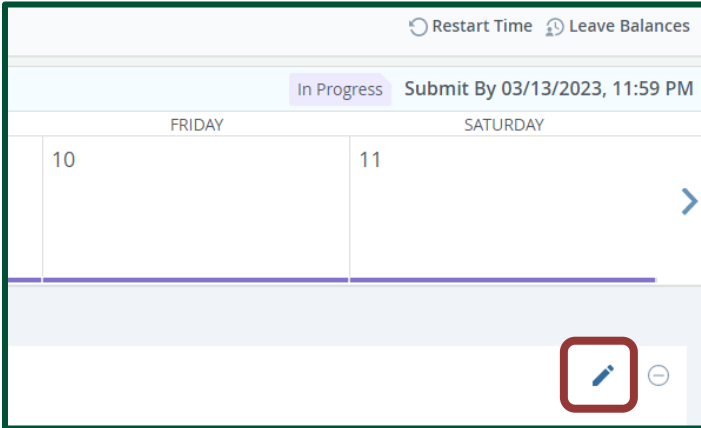 Restart Time Leave Balances
In Progress Submit By 03/13/2023, 11:59 PM
FRIDAY SATURDAY
10 11